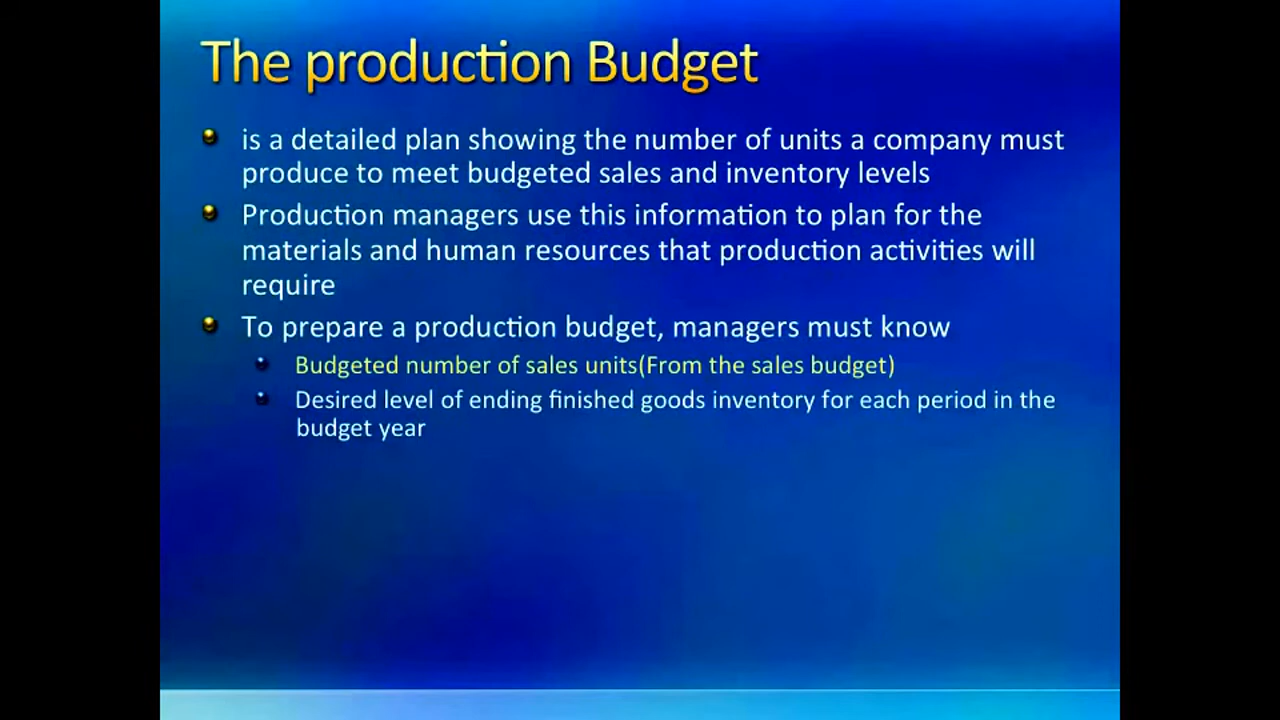 The production Budget
is a detailed plan showing the number of units a company must
produce to meet budgeted sales and inventory levels
Production managers use this information to plan for the
materials and human resources that production activities will
require
To prepare a production budget, managers must know
Budgeted number of sales units(From the sales budget)
Desired level of ending finished goods inventory for each period in the
budget year